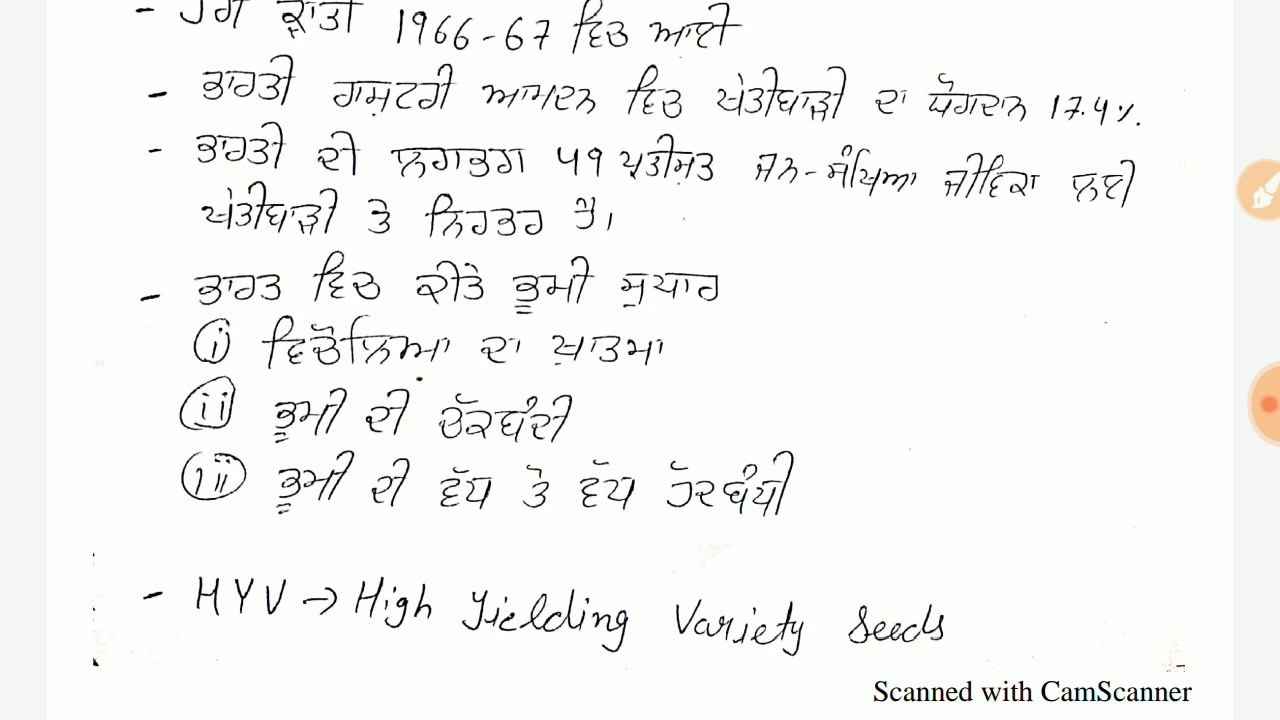 - ਹਰੀ ਕ੍ਰਾਂਤੀ 1966-67 ਵਿਚ ਆਈ
- ਭਾਰਤੀ ਰਾਸ਼ਟਰੀ ਆਮਦਨ ਵਿਚ ਖੇਤੀਬਾੜੀ ਦਾ ਯੋਗਦਾਨ 17.4%.
- ਭਾਰਤੀ ਦੀ ਲਗਭਗ 49 ਪ੍ਰਤੀਸ਼ਤ ਜਨ-ਸੰਖਿਆ ਜੀਵਿਕਾ ਲਈ
ਖੇਤੀਬਾੜੀ ਤੇ ਨਿਰਭਰ ਹੈ।
- ਭਾਰਤ ਵਿਚ ਕੀਤੇ ਭੂਮੀ ਸੁਧਾਰ
(i) ਵਿਚੋਲਿਆ ਦਾ ਖ਼ਾਤਮਾ
(ii) ਭੂਮੀ ਦੀ ਚੱਕਬੰਦੀ
(iii) ਭੂਮੀ ਦੀ ਵੱਧ ਤੋਂ ਵੱਧ ਹੱਦਬੰਧੀ
- HYV → High Yielding Variety Seeds
Scanned with CamScanner